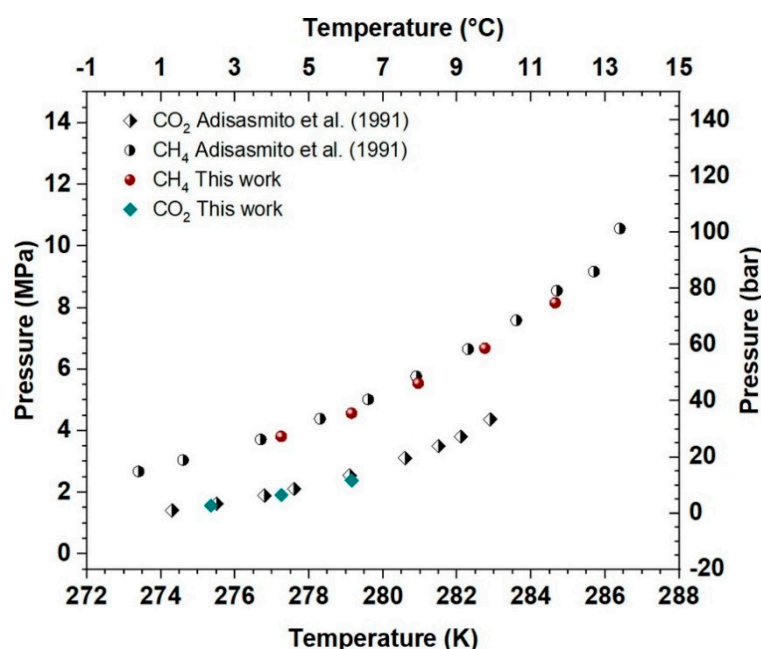 Temperature (°C)
-1 1 3 5 7 9 11 13 15
14
12
10
8
6
4
2
0
Pressure (MPa)
CO2 Adisasmito et al. (1991)
CH4 Adisasmito et al. (1991)
CH4 This work
CO2 This work
140
120
100
80
60
40
20
0
-20
Pressure (bar)
272 274 276 278 280 282 284 286 288
Temperature (K)